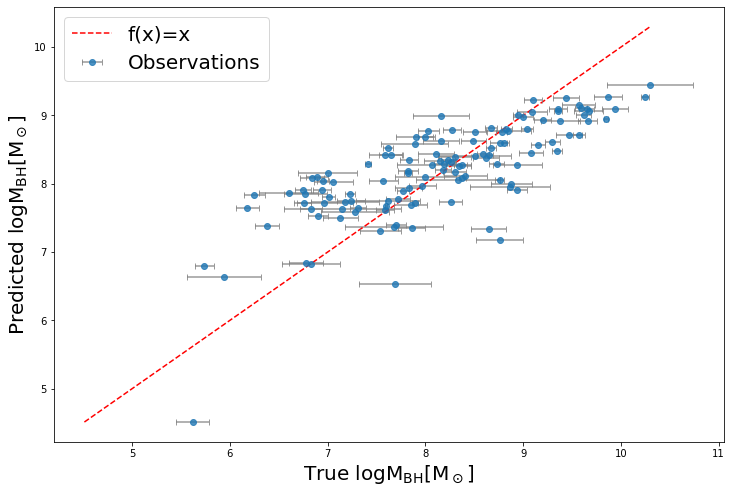 f(x)=x
Observations
10
9
8
7
6
5
Predicted logM_BH[M_⊙]
5 6 7 8 9 10 11
True logM_BH[M_⊙]